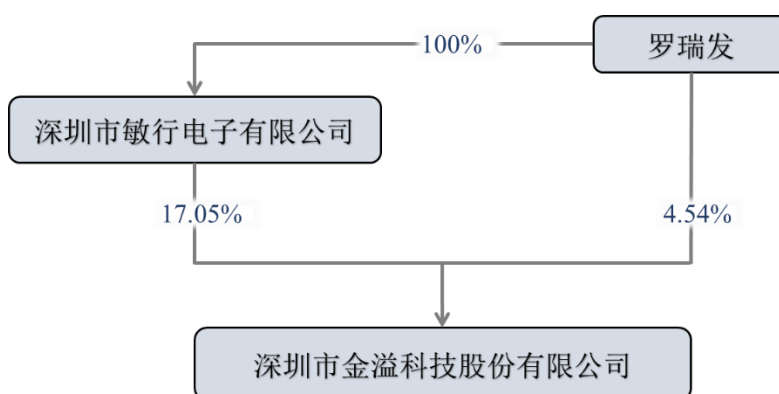 100%
罗瑞发
深圳市敏行电子有限公司
17.05%
4.54%
深圳市金溢科技股份有限公司